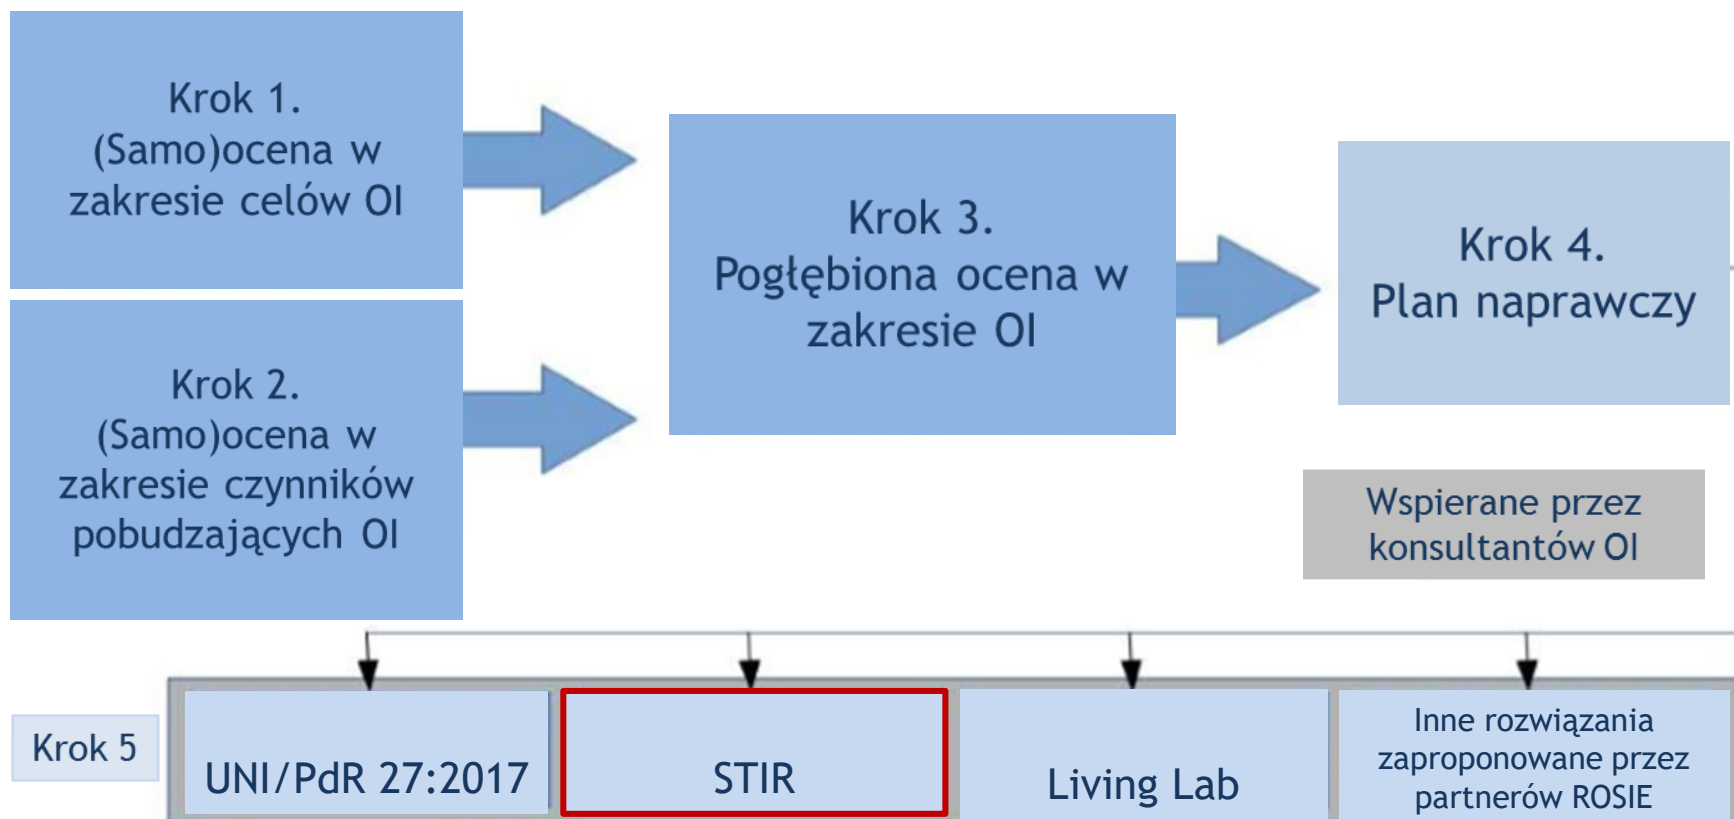 Krok 1.
(Samo)ocena w
zakresie celów OI
Krok 2.
(Samo)ocena w
zakresie czynników
pobudzających OI
Krok 3.
Pogłębiona ocena w
zakresie OI
Krok 4.
Plan naprawczy
Wspierane przez
konsultantów OI
Krok 5
UNI/PdR 27:2017
STIR
Living Lab
Inne rozwiązania
zaproponowane przez
partnerów ROSIE